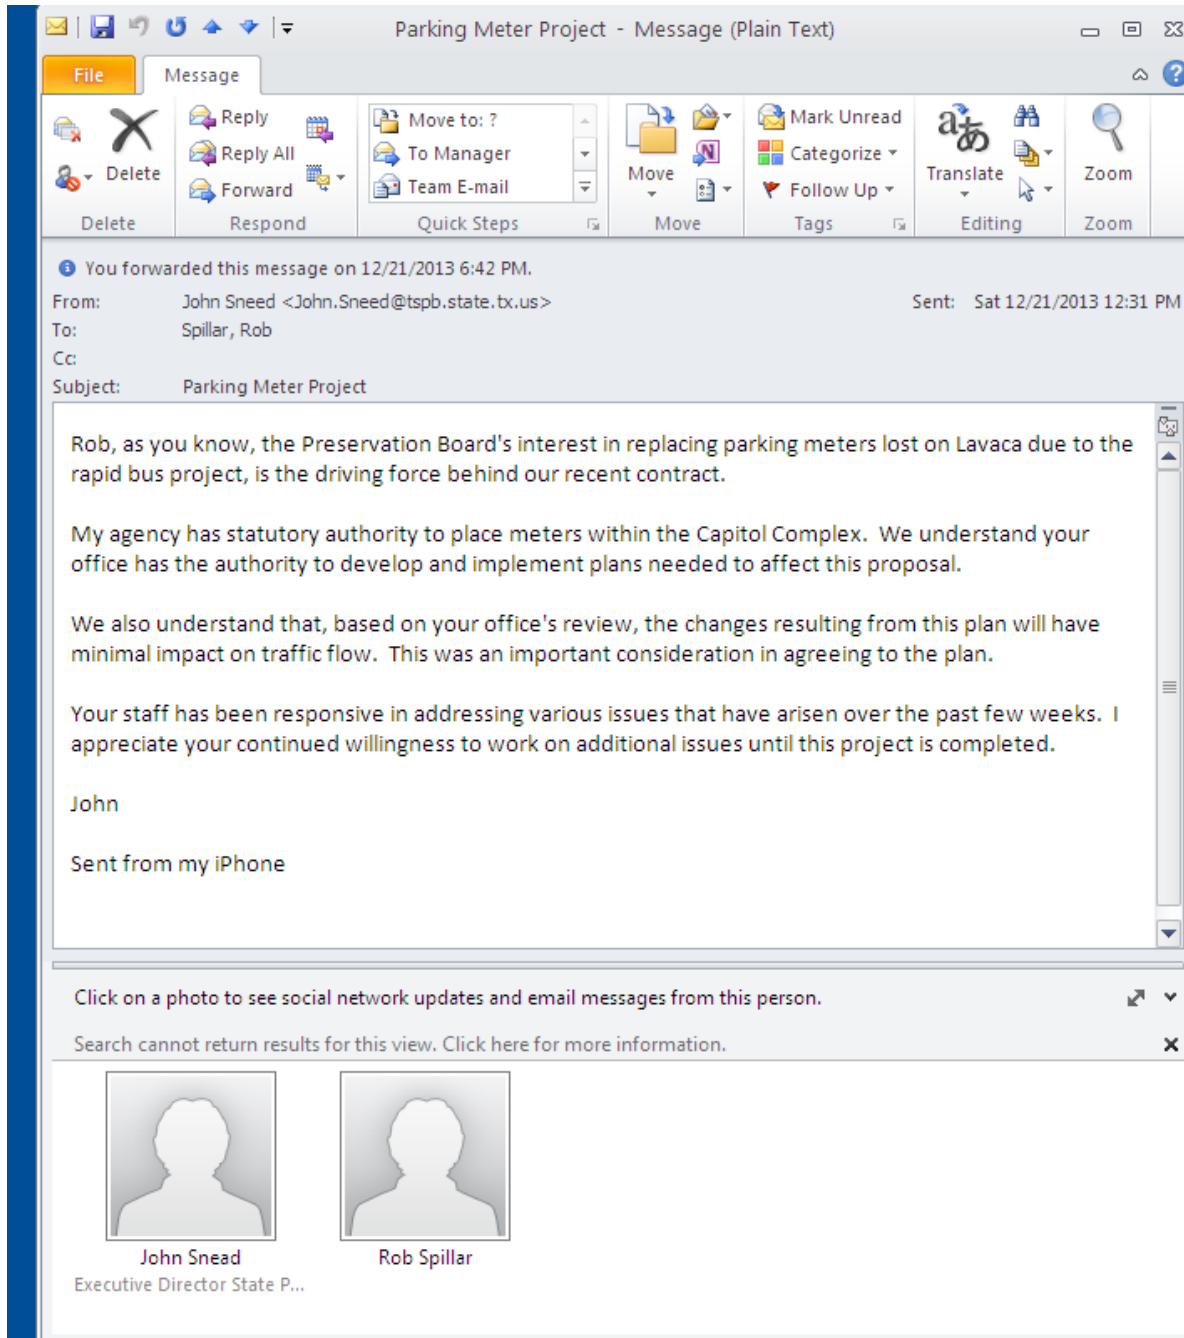 Parking Meter Project - Message (Plain Text)
File Message
Delete
Reply
Reply All
Forward
Move to: ?
To Manager
Team E-mail
Move
Mark Unread
Categorize
Follow Up
Translate
Zoom
Delete Respond Quick Steps Move Tags Editing Zoom
You forwarded this message on 12/21/2013 6:42 PM.
From: John Sneed <John.Sneed@tspb.state.tx.us> Sent: Sat 12/21/2013 12:31 PM
To: Spillar, Rob
Cc:
Subject: Parking Meter Project
Rob, as you know, the Preservation Board's interest in replacing parking meters lost on Lavaca due to the
rapid bus project, is the driving force behind our recent contract.
My agency has statutory authority to place meters within the Capitol Complex.  We understand your
office has the authority to develop and implement plans needed to affect this proposal.
We also understand that, based on your office's review, the changes resulting from this plan will have
minimal impact on traffic flow.  This was an important consideration in agreeing to the plan.
Your staff has been responsive in addressing various issues that have arisen over the past few weeks.  I
appreciate your continued willingness to work on additional issues until this project is completed.
John
Sent from my iPhone
Click on a photo to see social network updates and email messages from this person.
Search cannot return results for this view. Click here for more information.
John Snead Rob Spillar
Executive Director State P...